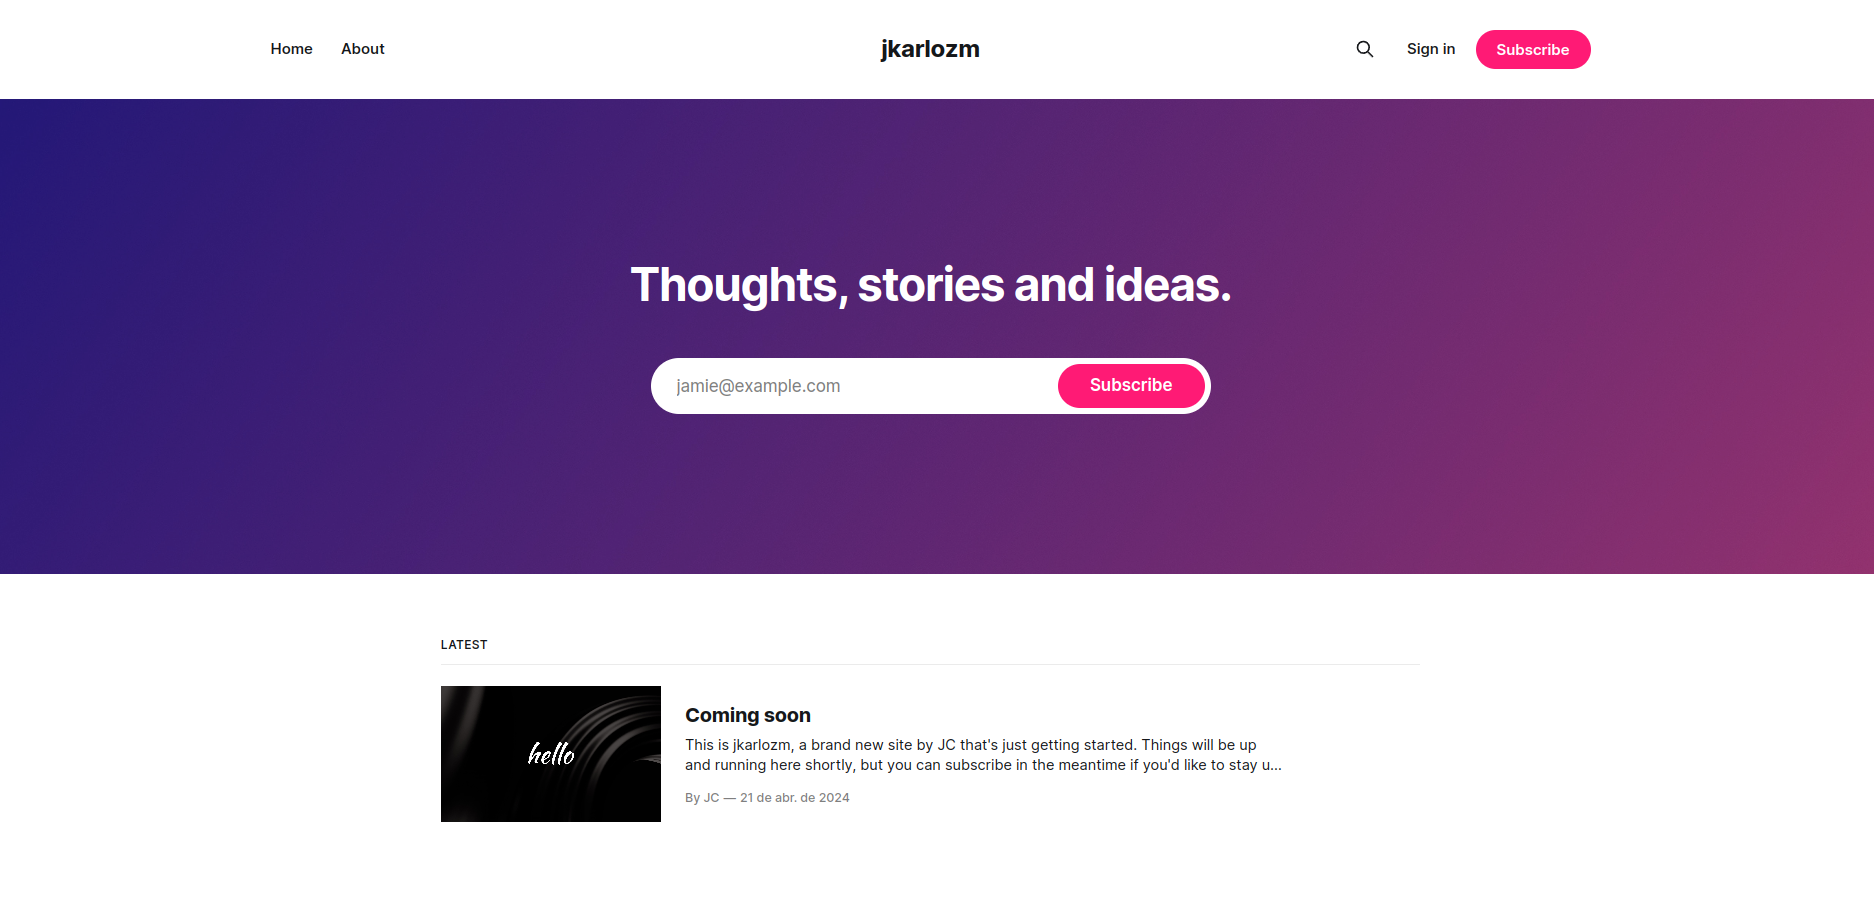 Home About jkarlozm Sign in Subscribe
Thoughts, stories and ideas.
jamie@example.com Subscribe
LATEST
hello
Coming soon
This is jkarlozm, a brand new site by JC that's just getting started. Things will be up
and running here shortly, but you can subscribe in the meantime if you'd like to stay u...
By JC — 21 de abr. de 2024